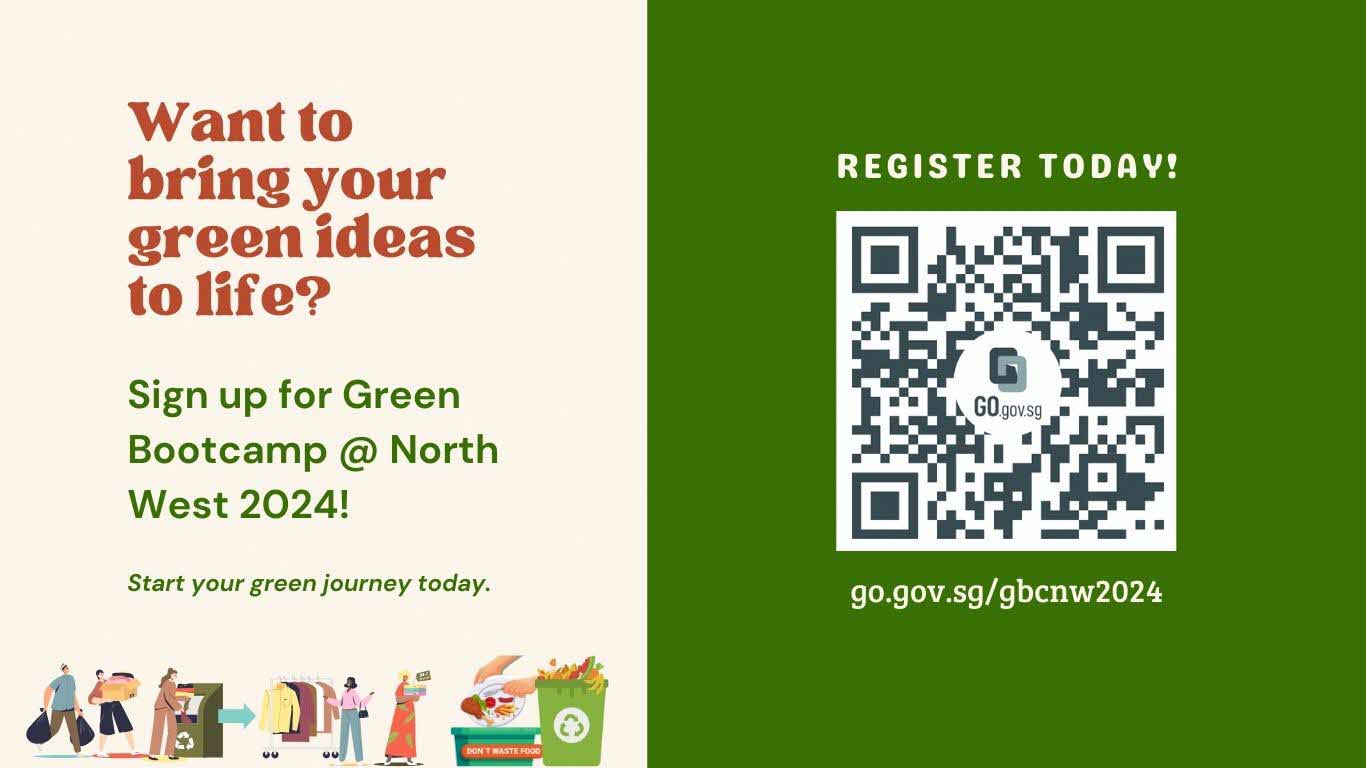 Want to
bring your
green ideas
to life?
Sign up for Green
Bootcamp @ North
West 2024!
Start your green journey today.
DON'T WASTE FOOD
REGISTER TODAY!
GO.gov.sg
go.gov.sg/gbcnw2024